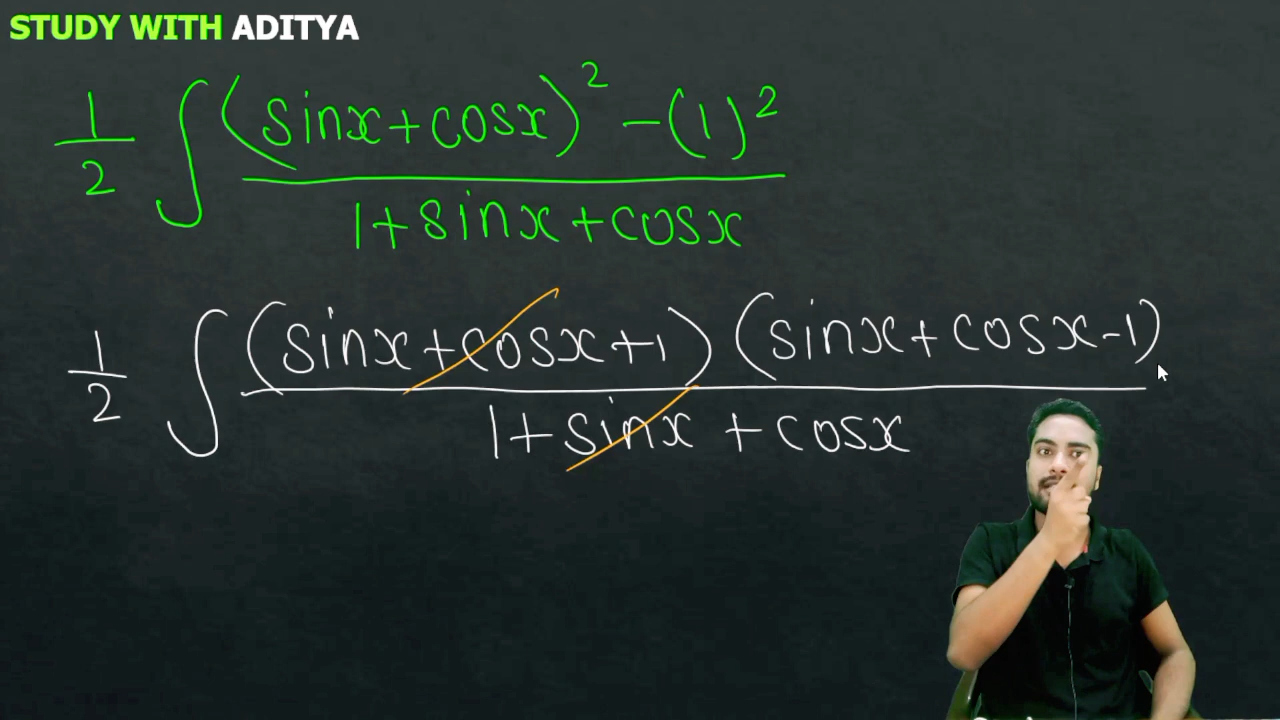 STUDY WITH ADITYA
1/2 ∫ ((sinx+cosx)² - (1)²)/(1+sinx+cosx)
1/2 ∫ ((sinx+cosx+1) (sinx+cosx-1))/(1+sinx+cosx)